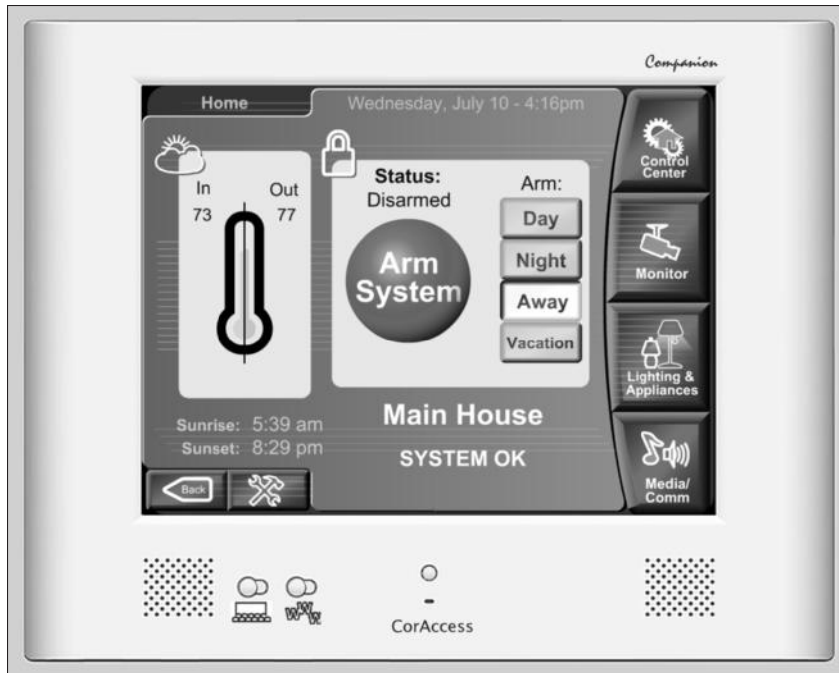 Companion
Home
Wednesday, July 10 - 4:16pm
In
Out
73
77
Status:
Disarmed
Arm System
Arm:
Day
Night
Away
Vacation
Sunrise: 5:39 am
Sunset: 8:29 pm
Main House
SYSTEM OK
Back
Control
Center
Monitor
Lighting &
Appliances
Media/
Comm
WWW
CorAccess